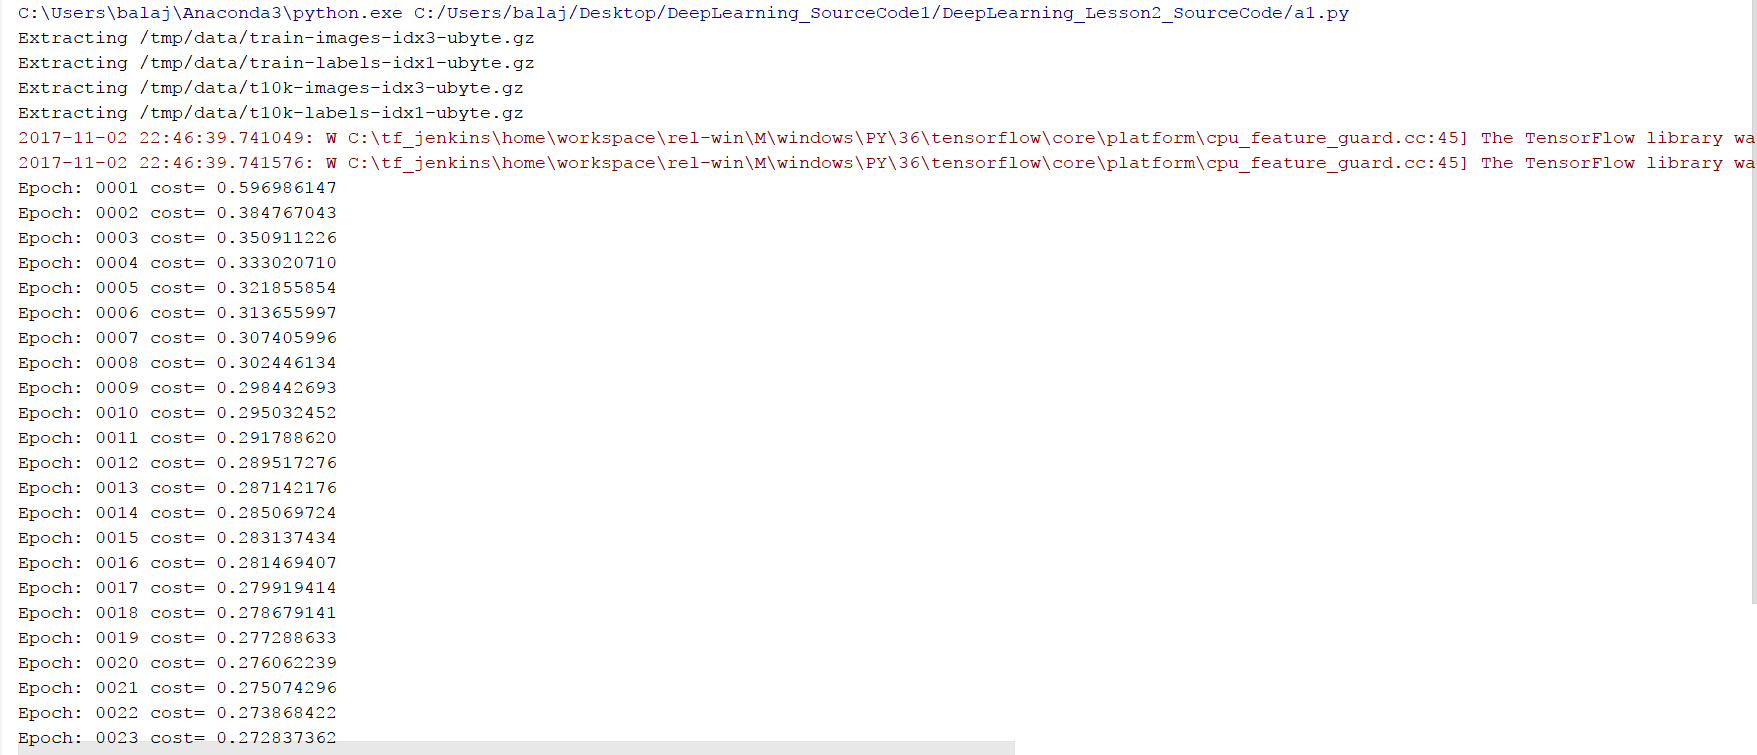 C:\Users\balaj\Anaconda3\python.exe C:/Users/balaj/Desktop/DeepLearning_SourceCode1/DeepLearning_Lesson2_SourceCode/a1.py
Extracting /tmp/data/train-images-idx3-ubyte.gz
Extracting /tmp/data/train-labels-idx1-ubyte.gz
Extracting /tmp/data/t10k-images-idx3-ubyte.gz
Extracting /tmp/data/t10k-labels-idx1-ubyte.gz
2017-11-02 22:46:39.741049: W C:\tf_jenkins\home\workspace\rel-win\M\windows\PY\36\tensorflow\core\platform\cpu_feature_guard.cc:45] The TensorFlow library wa
2017-11-02 22:46:39.741576: W C:\tf_jenkins\home\workspace\rel-win\M\windows\PY\36\tensorflow\core\platform\cpu_feature_guard.cc:45] The TensorFlow library wa
Epoch: 0001 cost= 0.596986147
Epoch: 0002 cost= 0.384767043
Epoch: 0003 cost= 0.350911226
Epoch: 0004 cost= 0.333020710
Epoch: 0005 cost= 0.321855854
Epoch: 0006 cost= 0.313655997
Epoch: 0007 cost= 0.307405996
Epoch: 0008 cost= 0.302446134
Epoch: 0009 cost= 0.298442693
Epoch: 0010 cost= 0.295032452
Epoch: 0011 cost= 0.291788620
Epoch: 0012 cost= 0.289517276
Epoch: 0013 cost= 0.287142176
Epoch: 0014 cost= 0.285069724
Epoch: 0015 cost= 0.283137434
Epoch: 0016 cost= 0.281469407
Epoch: 0017 cost= 0.279919414
Epoch: 0018 cost= 0.278679141
Epoch: 0019 cost= 0.277288633
Epoch: 0020 cost= 0.276062239
Epoch: 0021 cost= 0.275074296
Epoch: 0022 cost= 0.273868422
Epoch: 0023 cost= 0.272837362